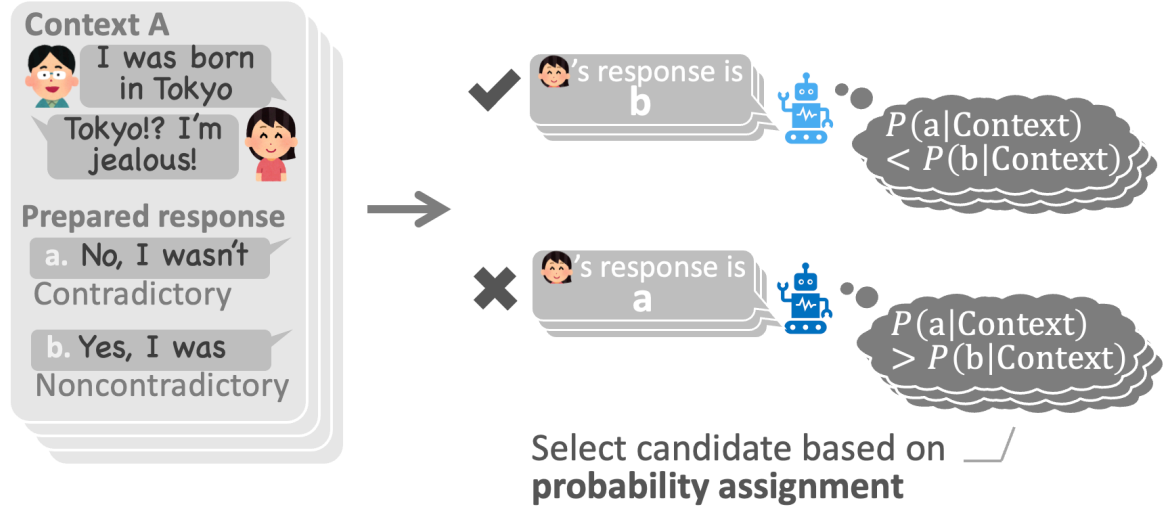 Context A
I was born
in Tokyo
Tokyo!? I'm
jealous!
Prepared response
a. No, I wasn't
Contradictory
b. Yes, I was
Noncontradictory
's response is
b
P(a|Context)
< P(b|Context)
's response is
a
P(a|Context)
> P(b|Context)
Select candidate based on
probability assignment